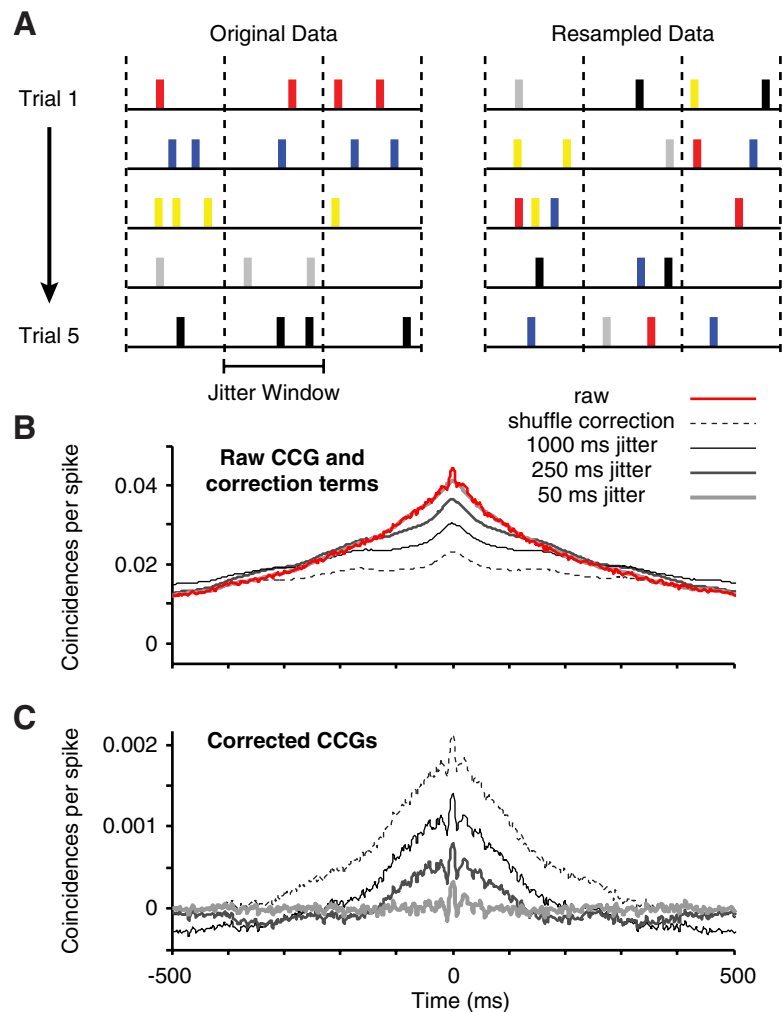 A
Original Data
Resampled Data
Trial 1
Trial 5
Jitter Window
raw
shuffle correction
1000 ms jitter
250 ms jitter
50 ms jitter
B
Raw CCG and
correction terms
Coincidences per spike
0.04
0.02
0
-500
500
C
Corrected CCGs
Coincidences per spike
0.002
0.001
0
-500
0
500
Time (ms)